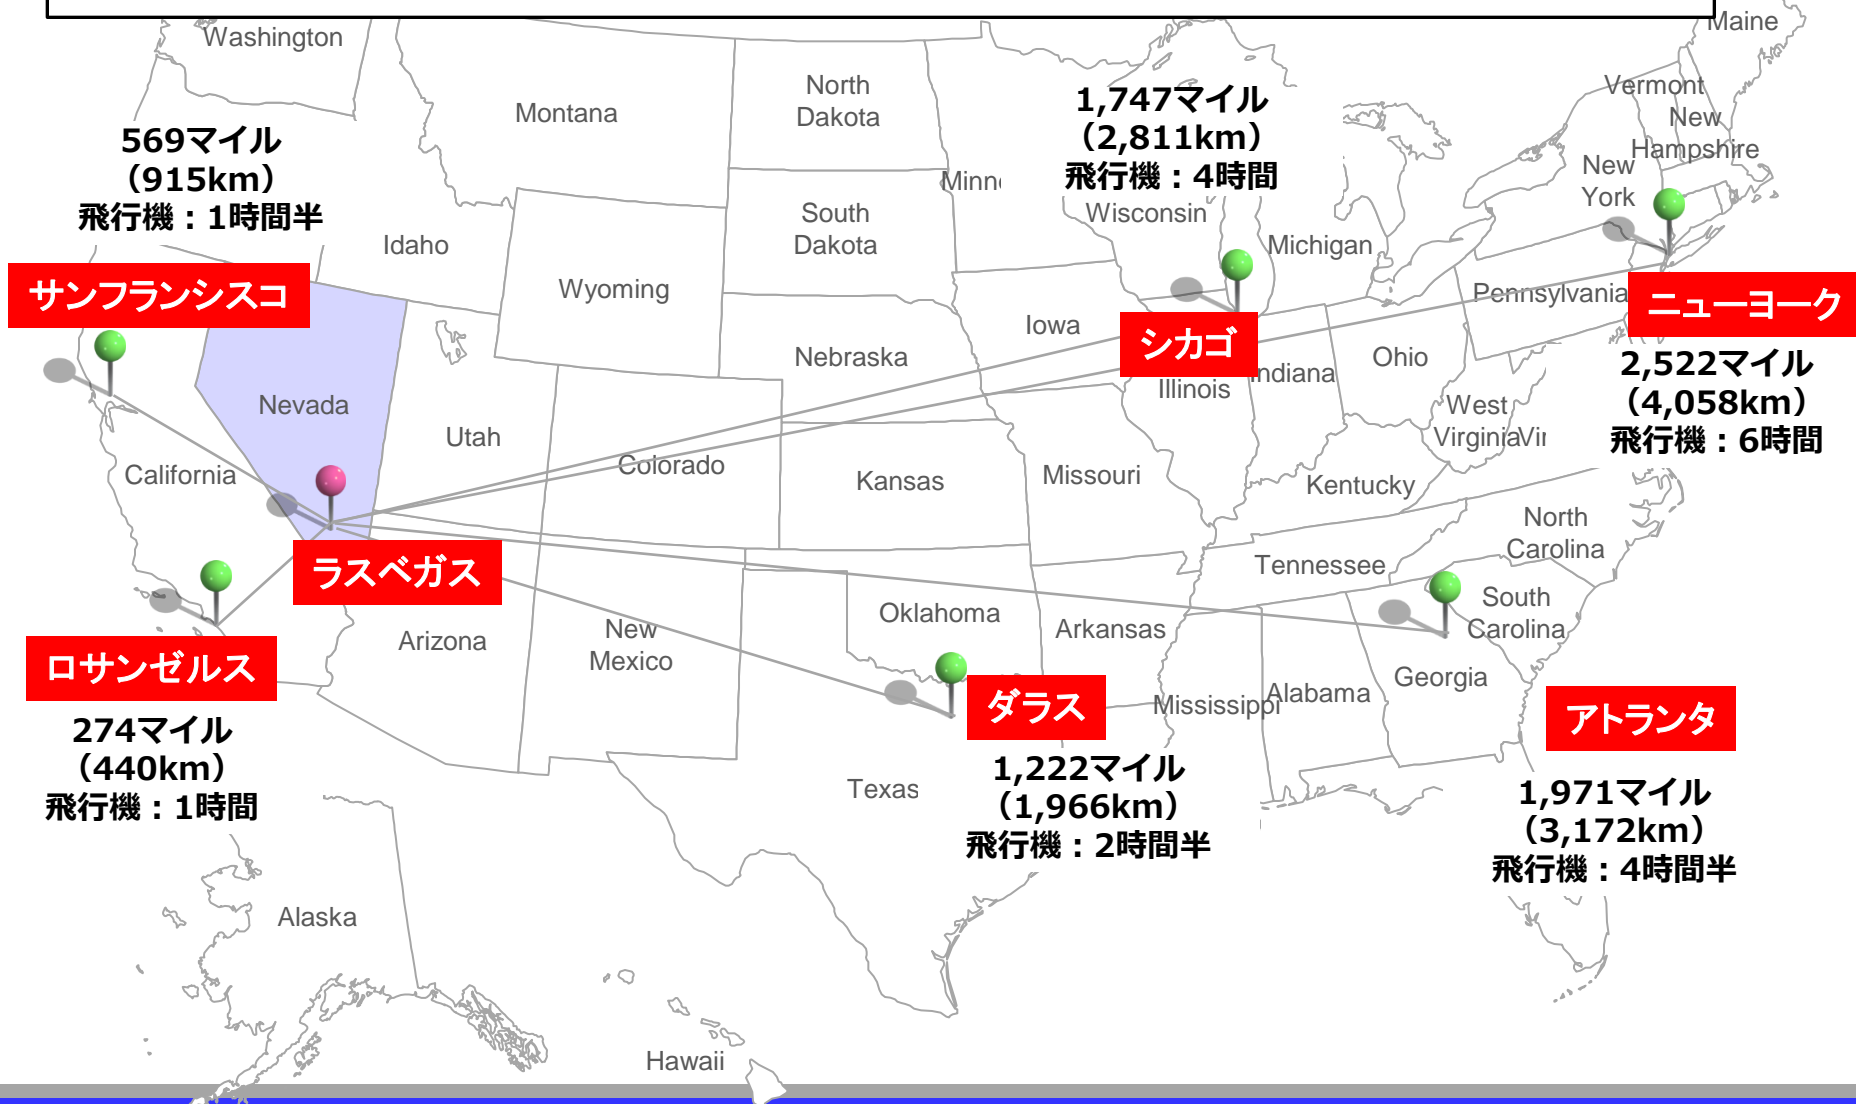 Washington
Maine
Montana
North
Dakota
Vermont
New
Hampshire
1,747マイル
（2,811km）
飛行機：4時間
569マイル
（915km）
飛行機：1時間半
New
York
Wisconsin
Michigan
South
Dakota
Idaho
Wyoming
サンフランシスコ
Pennsylvania
ニューヨーク
Iowa
シカゴ
Nebraska
Ohio
Indiana
Illinois
2,522マイル
（4,058km）
飛行機：6時間
Nevada
West
Virginia
Utah
Colorado
California
Kansas
Missouri
Kentucky
North
Carolina
ラスベガス
Tennessee
Oklahoma
Arkansas
South
Carolina
New
Mexico
Arizona
ロサンゼルス
Georgia
Alabama
Mississippi
ダラス
アトランタ
274マイル
（440km）
飛行機：1時間
1,222マイル
（1,966km）
飛行機：2時間半
Texas
1,971マイル
（3,172km）
飛行機：4時間半
Alaska
Hawaii